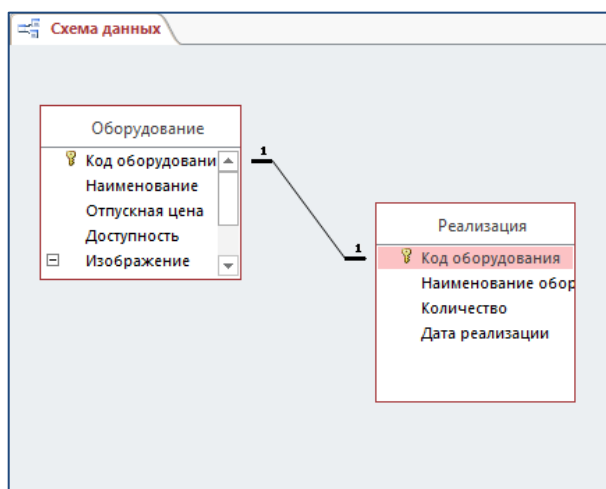 Схема данных
Оборудование
Код оборудовани
Наименование
Отпускная цена
Доступность
Изображение
1
1
Реализация
Код оборудования
Наименование обор
Количество
Дата реализации